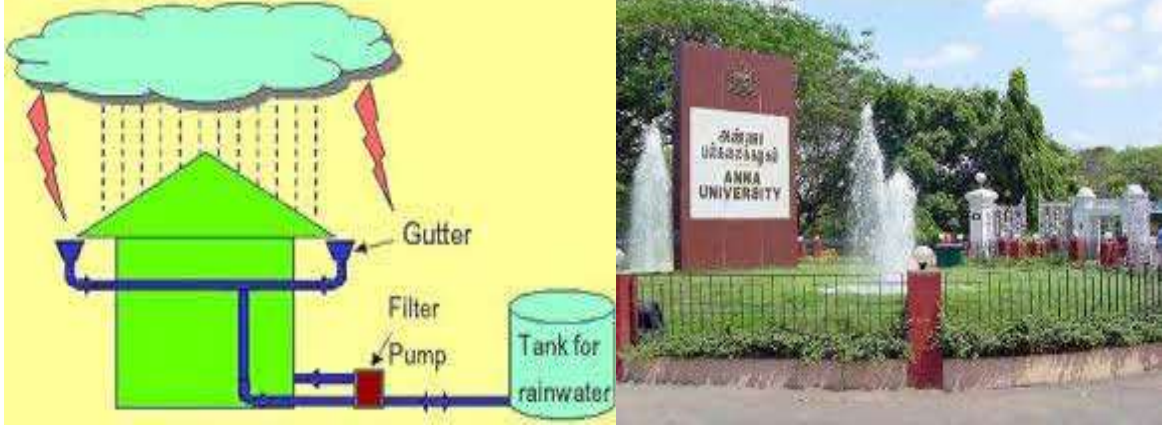 Gutter
Filter
Pump
Tank for
rainwater
அண்ணா
பல்கலைக்கழகம்
ANNA
UNIVERSITY